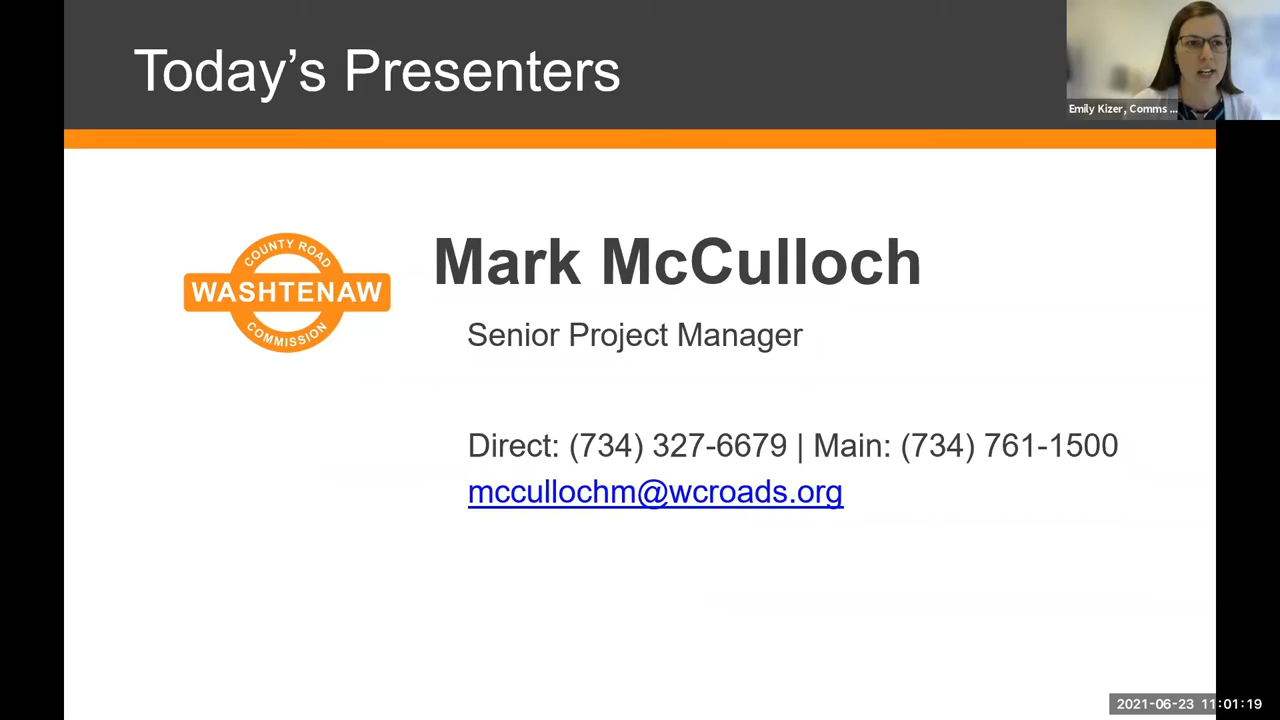 Today's Presenters
Emily Kizer, Comms ...
COUNTY ROAD
WASHTENAW
COMMISSION
Mark McCulloch
Senior Project Manager
Direct: (734) 327-6679 | Main: (734) 761-1500
mccullochm@wcroads.org
2021-06-23 11:01:19